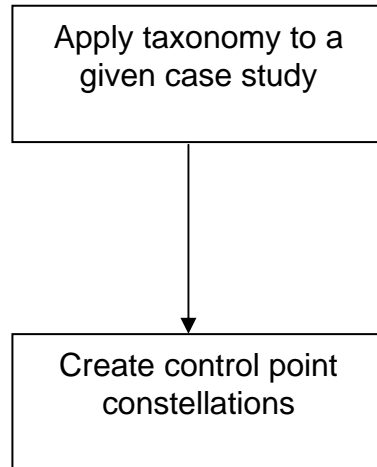 Apply taxonomy to a
given case study
Create control point
constellations